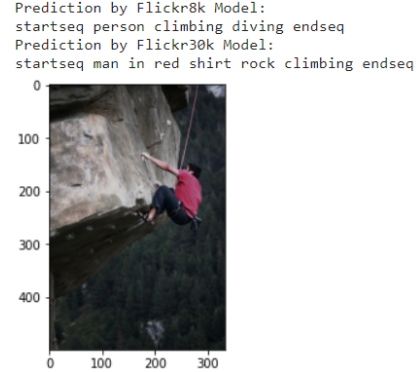 Prediction by Flickr8k Model:
startseq person climbing diving endseq
Prediction by Flickr30k Model:
startseq man in red shirt rock climbing endseq
0
100
200
300
400
0 100 200 300